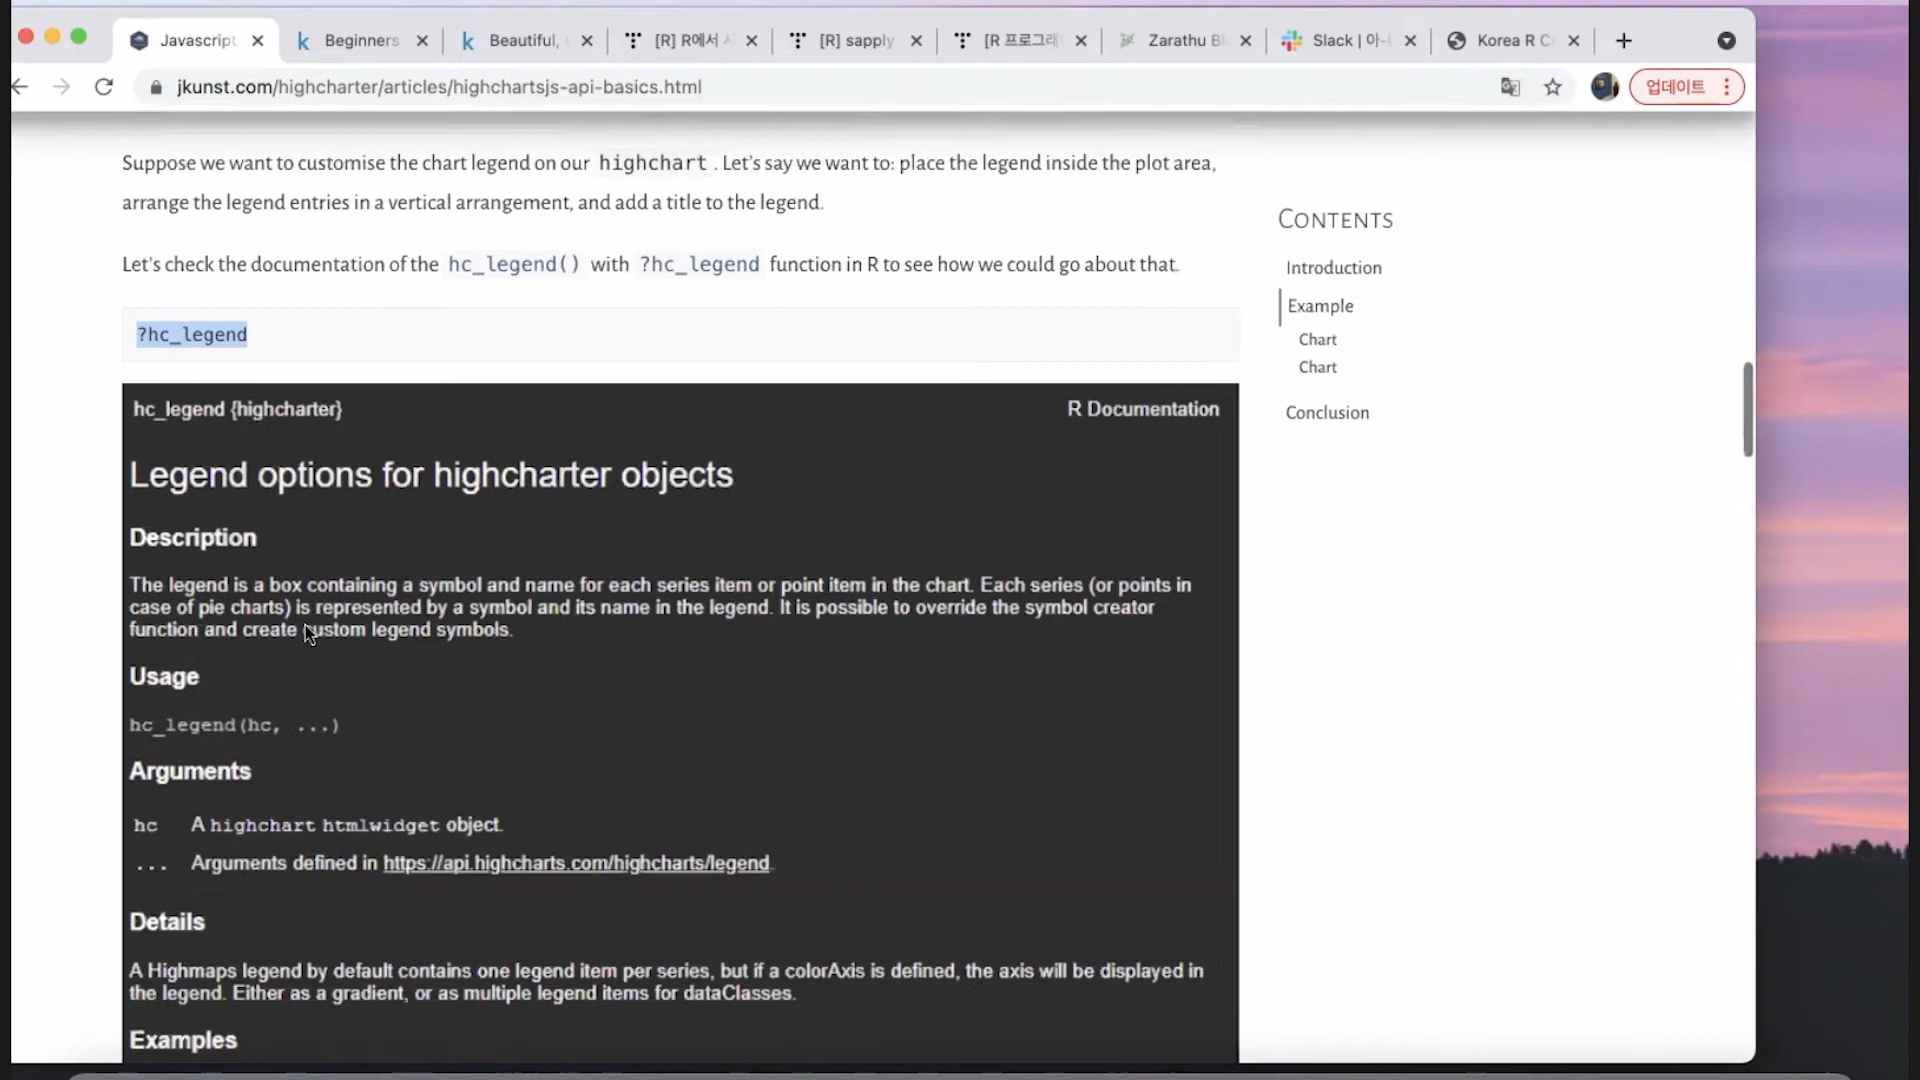 Javascript
Beginners
Beautiful,
[R] R에서
[R] sapply
[R 프로그래
Zarathu Bl
Slack | 아
Korea R Co
jkunst.com/highcharter/articles/highchartsjs-api-basics.html
업데이트
Suppose we want to customise the chart legend on our highchart . Let's say we want to: place the legend inside the plot area,
arrange the legend entries in a vertical arrangement, and add a title to the legend.
Let's check the documentation of the hc_legend() with ?hc_legend function in R to see how we could go about that.
?hc_legend
hc_legend {highcharter} R Documentation
Legend options for highcharter objects
Description
The legend is a box containing a symbol and name for each series item or point item in the chart. Each series (or points in
case of pie charts) is represented by a symbol and its name in the legend. It is possible to override the symbol creator
function and create custom legend symbols.
Usage
hc_legend(hc, ...)
Arguments
hc A highchart htmlwidget object.
... Arguments defined in https://api.highcharts.com/highcharts/legend.
Details
A Highmaps legend by default contains one legend item per series, but if a colorAxis is defined, the axis will be displayed in
the legend. Either as a gradient, or as multiple legend items for dataClasses.
Examples
CONTENTS
Introduction
Example
Chart
Chart
Conclusion